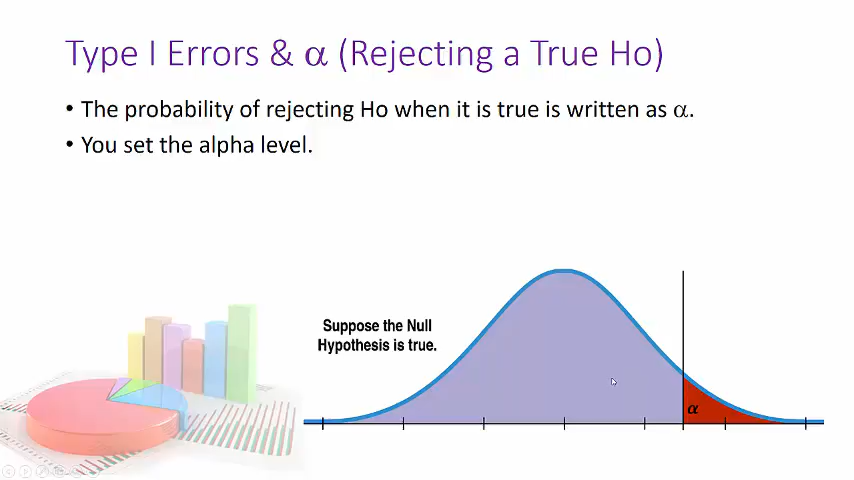 Type I Errors & α (Rejecting a True Ho)
• The probability of rejecting Ho when it is true is written as α.
• You set the alpha level.
Suppose the Null
Hypothesis is true.
α